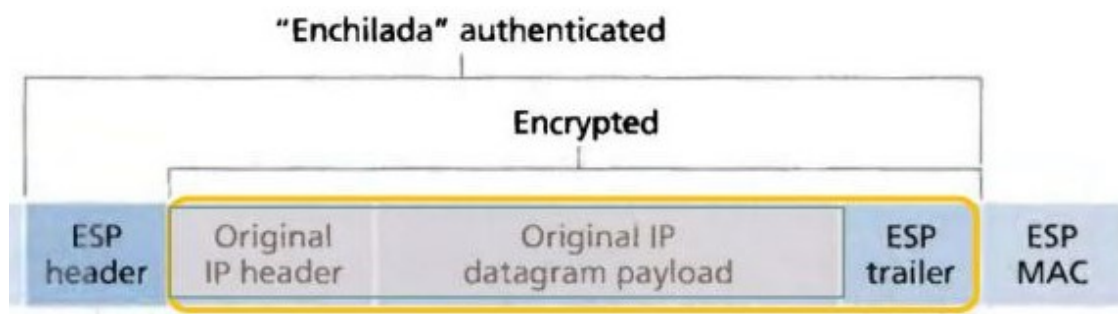 “Enchilada” authenticated
Encrypted
ESP
header
Original
IP header
Original IP
datagram payload
ESP
trailer
ESP
MAC